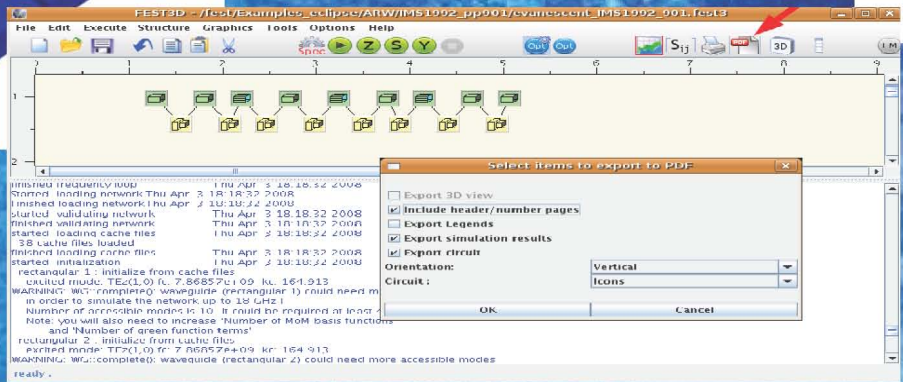 FEST3D - ~/fest/Examples_eclipse/ARW/IMS1992_pp001/evanescent_IMS1992_001.fest3
File Edit Execute Structure Graphics Tools Options Help
Spec Z S Y Opt Opt Sij PDF 3D LM
0 1 2 3 4 5 6 7 8 9
1
2
finished frequency loop Thu Apr 3 18:18:32 2008
Started loading network Thu Apr 3 18:18:32 2008
Finished loading network Thu Apr 3 18:18:32 2008
started validating network Thu Apr 3 18:18:32 2008
finished validating network Thu Apr 3 18:18:32 2008
started loading cache files Thu Apr 3 18:18:32 2008
38 cache files loaded
finished loading cache files Thu Apr 3 18:18:32 2008
started initialization Thu Apr 3 18:18:32 2008
rectangular 1 : initialize from cache files
excited mode: TEz(1,0) fc: 7.86857e+09 kc: 164.913
WARNING: WG::complete(): waveguide (rectangular 1) could need m
in order to simulate the network up to 18 GHz !
Number of accessible modes is 10. It could be required at least
Note: you will also need to increase 'Number of MoM basis functions'
and 'Number of green function terms'
rectangular 2 : initialize from cache files
excited mode: TEz(1,0) fc: 7.86857e+09 kc: 164.913
WARNING: WG::complete(): waveguide (rectangular 2) could need more accessible modes
ready .
Select items to export to PDF
Export 3D view
Include header/number pages
Export Legends
Export simulation results
Export circuit
Orientation: Vertical
Circuit : Icons
OK Cancel